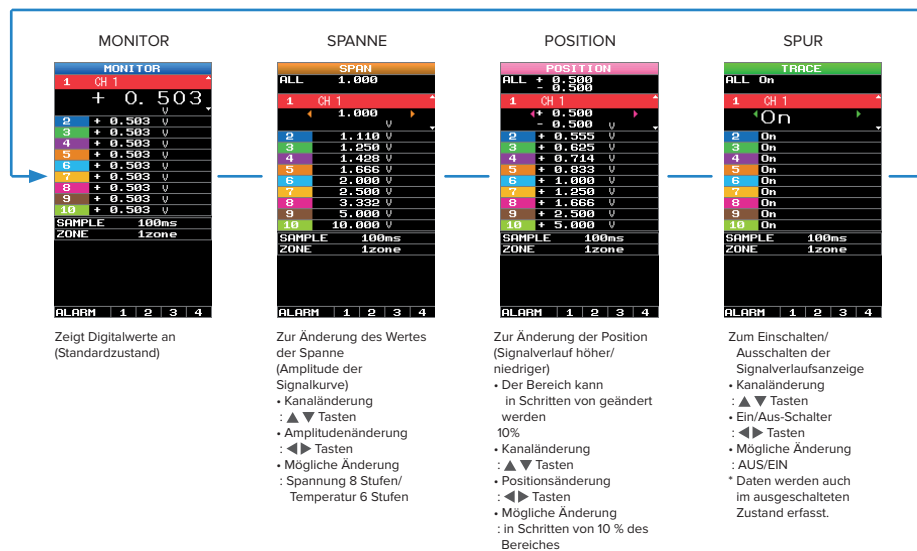 MONITOR
MONITOR
1 CH 1
+ 0.503
V
2 + 0.503 V
3 + 0.503 V
4 + 0.503 V
5 + 0.503 V
6 + 0.503 V
7 + 0.503 V
8 + 0.503 V
9 + 0.503 V
10 + 0.503 V
SAMPLE 100ms
ZONE 1zone
ALARM 1 2 3 4
Zeigt Digitalwerte an
(Standardzustand)
SPANNE
SPAN
ALL 1.000
1 CH 1
1.000
V
2 1.110 V
3 1.250 V
4 1.428 V
5 1.666 V
6 2.000 V
7 2.500 V
8 3.332 V
9 5.000 V
10 10.000 V
SAMPLE 100ms
ZONE 1zone
ALARM 1 2 3 4
Zur Änderung des Wertes
der Spanne
(Amplitude der
Signalkurve)
• Kanaländerung
: ▲ ▼ Tasten
• Amplitudenänderung
: ◀ ▶ Tasten
• Mögliche Änderung
: Spannung 8 Stufen/
Temperatur 6 Stufen
POSITION
POSITION
ALL + 0.500
- 0.500
1 CH 1
+ 0.500
- 0.500 V
2 + 0.555 V
3 + 0.625 V
4 + 0.714 V
5 + 0.833 V
6 + 1.000 V
7 + 1.250 V
8 + 1.666 V
9 + 2.500 V
10 + 5.000 V
SAMPLE 100ms
ZONE 1zone
ALARM 1 2 3 4
Zur Änderung der Position
(Signalverlauf höher/
niedriger)
• Der Bereich kann
in Schritten von geändert
werden
10%
• Kanaländerung
: ▲ ▼ Tasten
• Positionsänderung
: ◀ ▶ Tasten
• Mögliche Änderung
: in Schritten von 10 % des
Bereiches
SPUR
TRACE
ALL On
1 CH 1
On
2 On
3 On
4 On
5 On
6 On
7 On
8 On
9 On
10 On
SAMPLE 100ms
ZONE 1zone
ALARM 1 2 3 4
Zum Einschalten/
Ausschalten der
Signalverlaufsanzeige
• Kanaländerung
: ▲ ▼ Tasten
• Ein/Aus-Schalter
: ◀ ▶ Tasten
• Mögliche Änderung
: AUS/EIN
* Daten werden auch
im ausgeschalteten
Zustand erfasst.